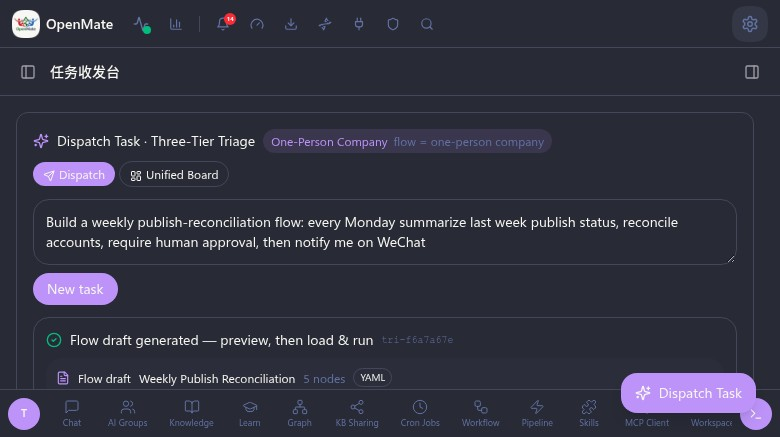 OpenMate
14
任务收发台
Dispatch Task · Three-Tier Triage One-Person Company flow = one-person company
Dispatch Unified Board
Build a weekly publish-reconciliation flow: every Monday summarize last week publish status, reconcile
accounts, require human approval, then notify me on WeChat
New task
Flow draft generated — preview, then load & run tri-f6a7a67e
Flow draft Weekly Publish Reconciliation 5 nodes YAML
Dispatch Task
T
Chat AI Groups Knowledge Learn Graph KB Sharing Cron Jobs Workflow Pipeline Skills MCP Client Workspac